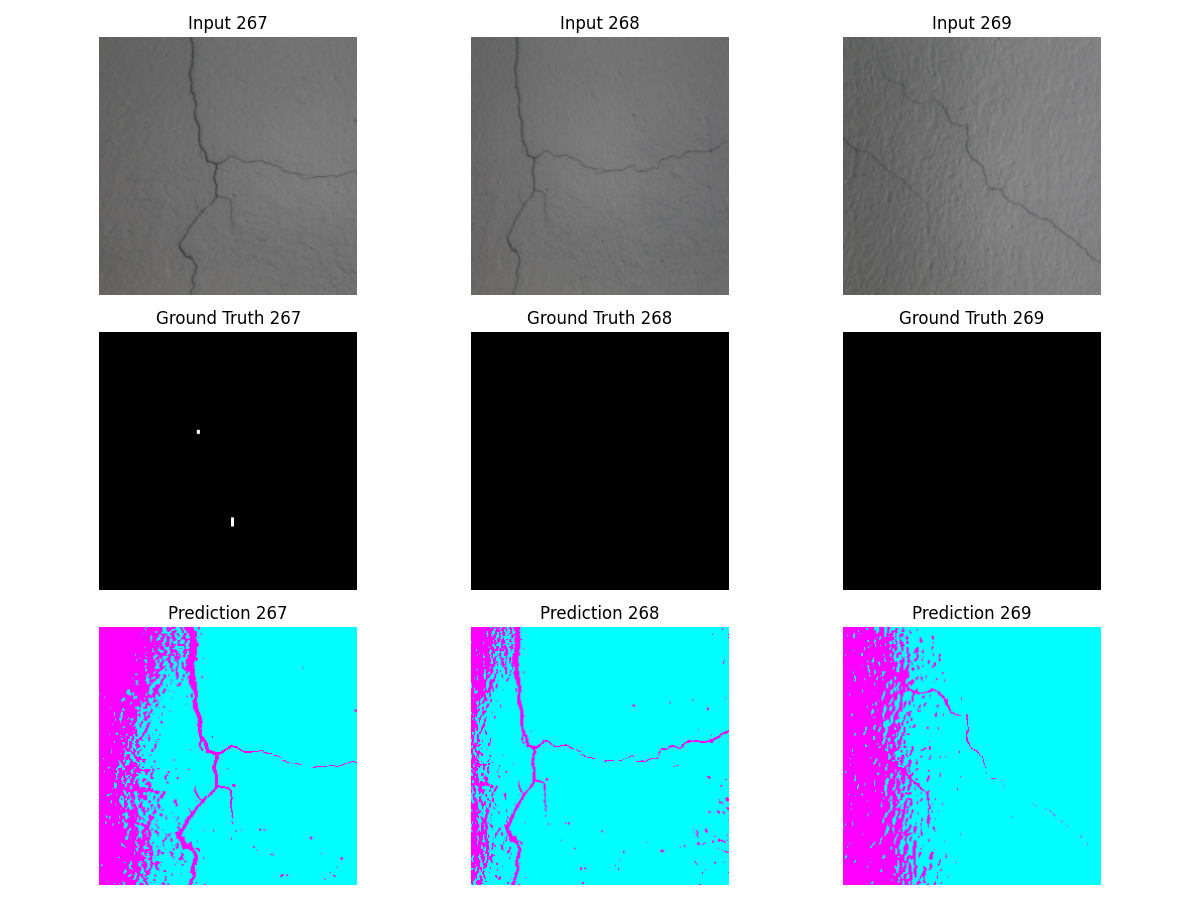 Input 267
Input 268
Input 269
Ground Truth 267
Ground Truth 268
Ground Truth 269
Prediction 267
Prediction 268
Prediction 269